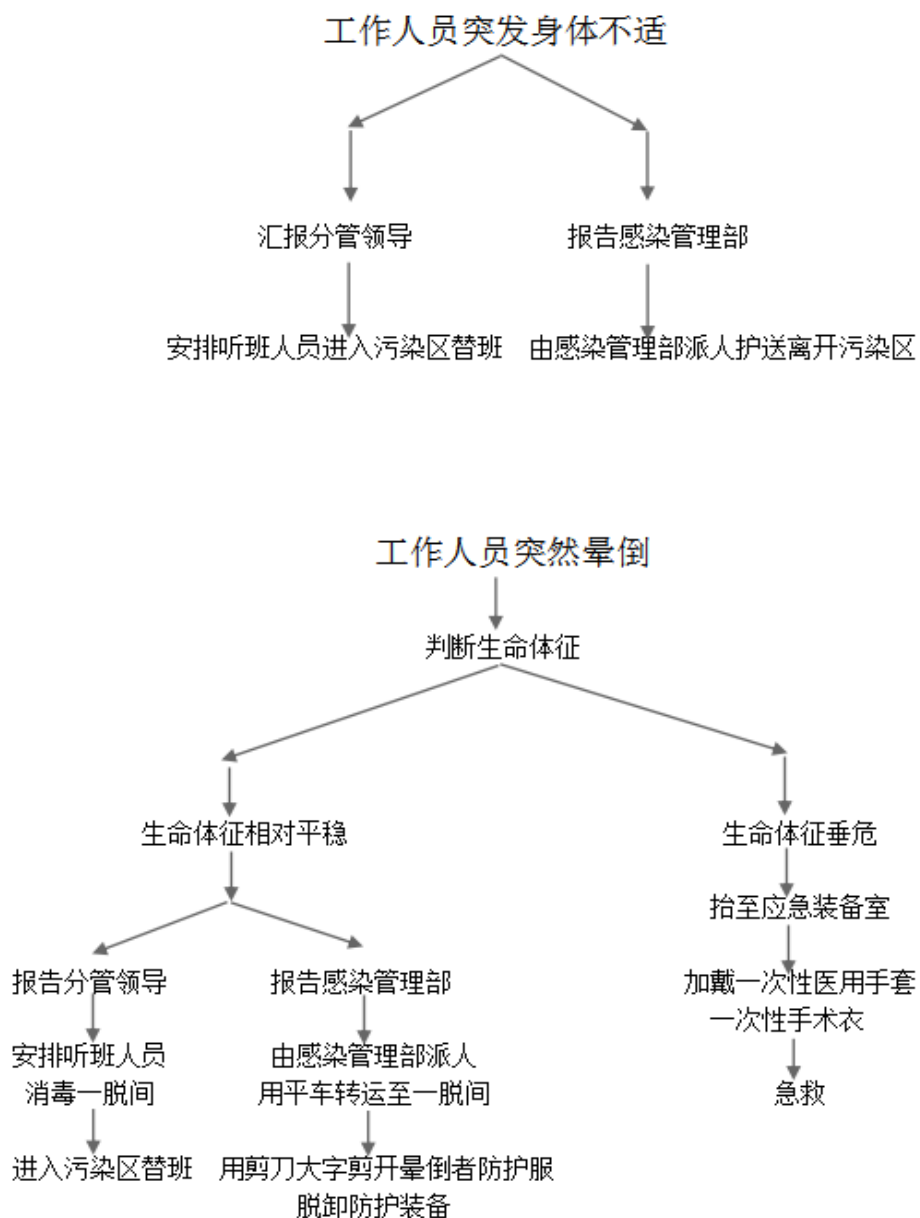 工作人员突发身体不适
汇报分管领导
报告感染管理部
安排听班人员进入污染区替班
由感染管理部派人护送离开污染区
工作人员突然晕倒
判断生命体征
生命体征相对平稳
生命体征垂危
抬至应急装备室
报告分管领导
报告感染管理部
加戴一次性医用手套
一次性手术衣
安排听班人员
消毒一脱间
由感染管理部派人
用平车转运至一脱间
急救
进入污染区替班
用剪刀大字剪开晕倒者防护服
脱卸防护装备